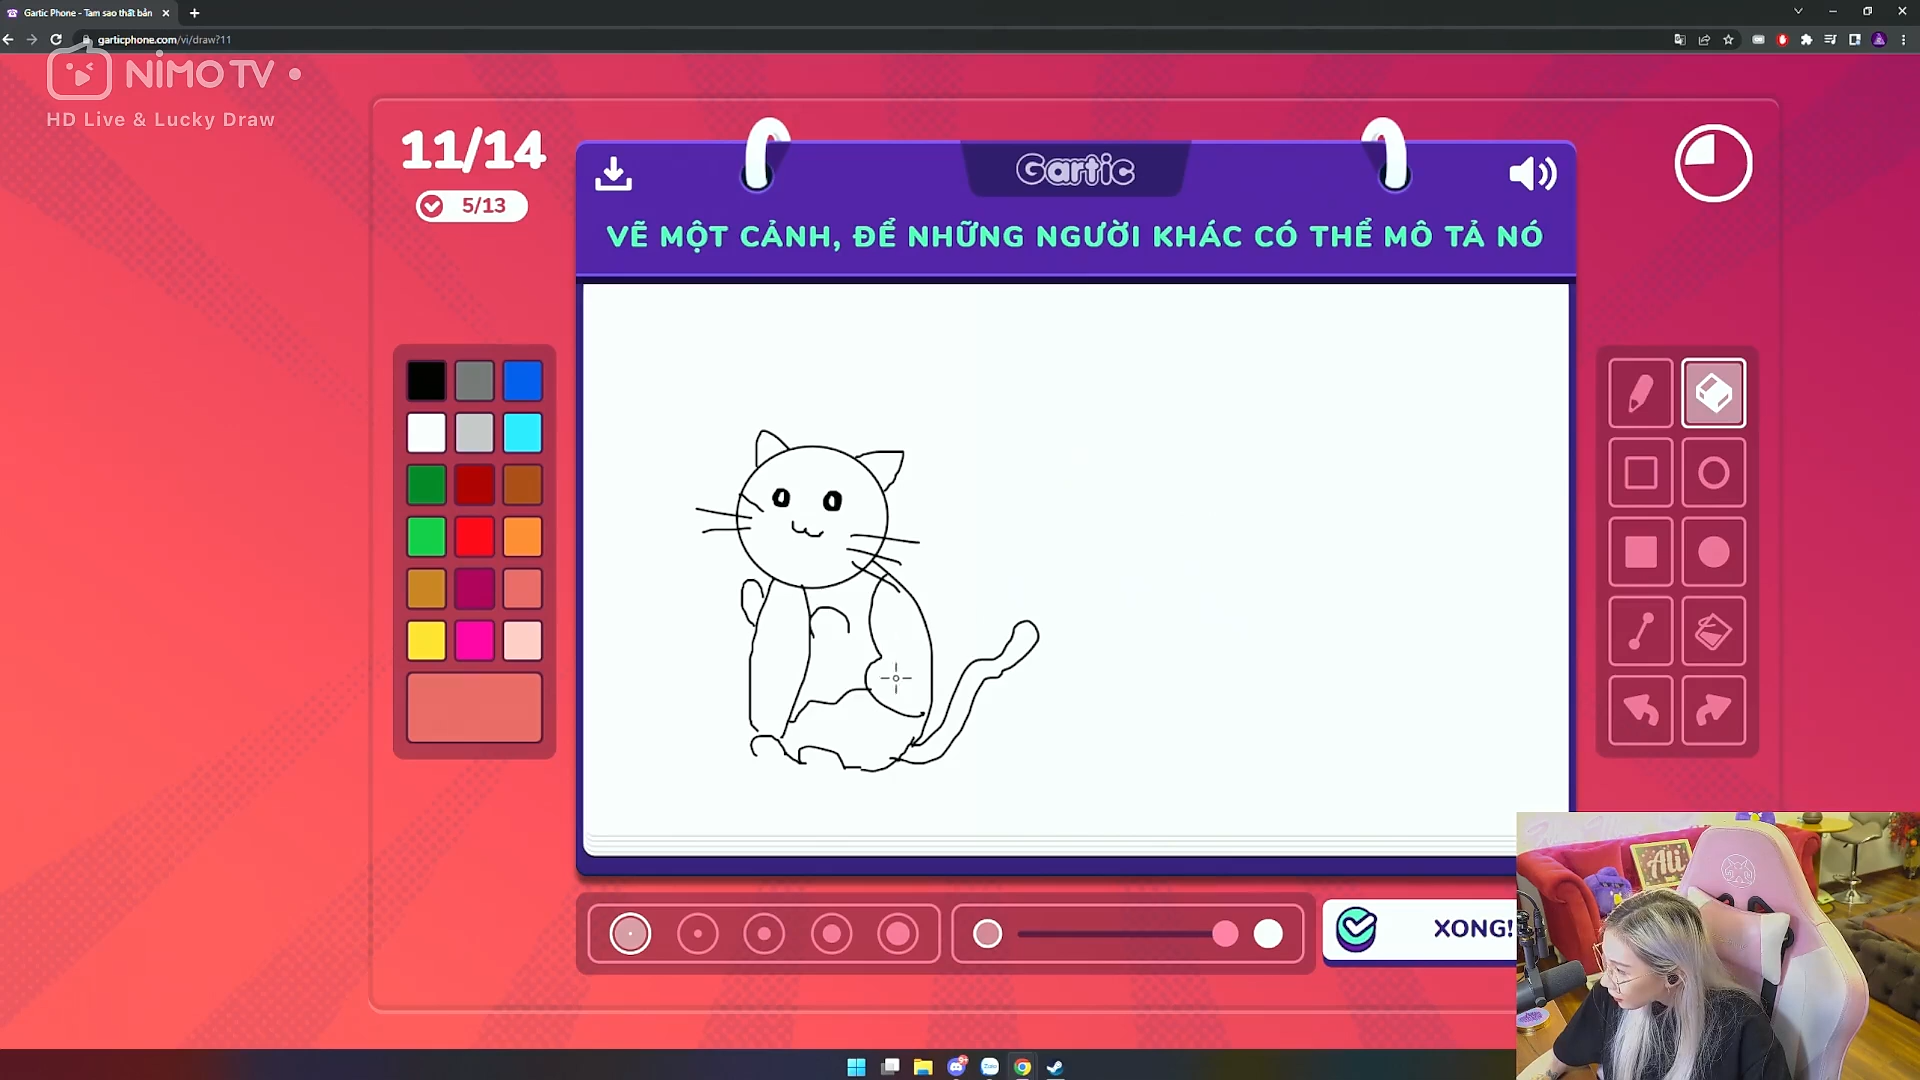 Gartic Phone - Tam sao thất bản
garticphone.com/vi/draw?11
NIMO TV
HD Live & Lucky Draw
11/14
5/13
Gartic
VẼ MỘT CẢNH, ĐỂ NHỮNG NGƯỜI KHÁC CÓ THỂ MÔ TẢ NÓ
XONG!
Ali